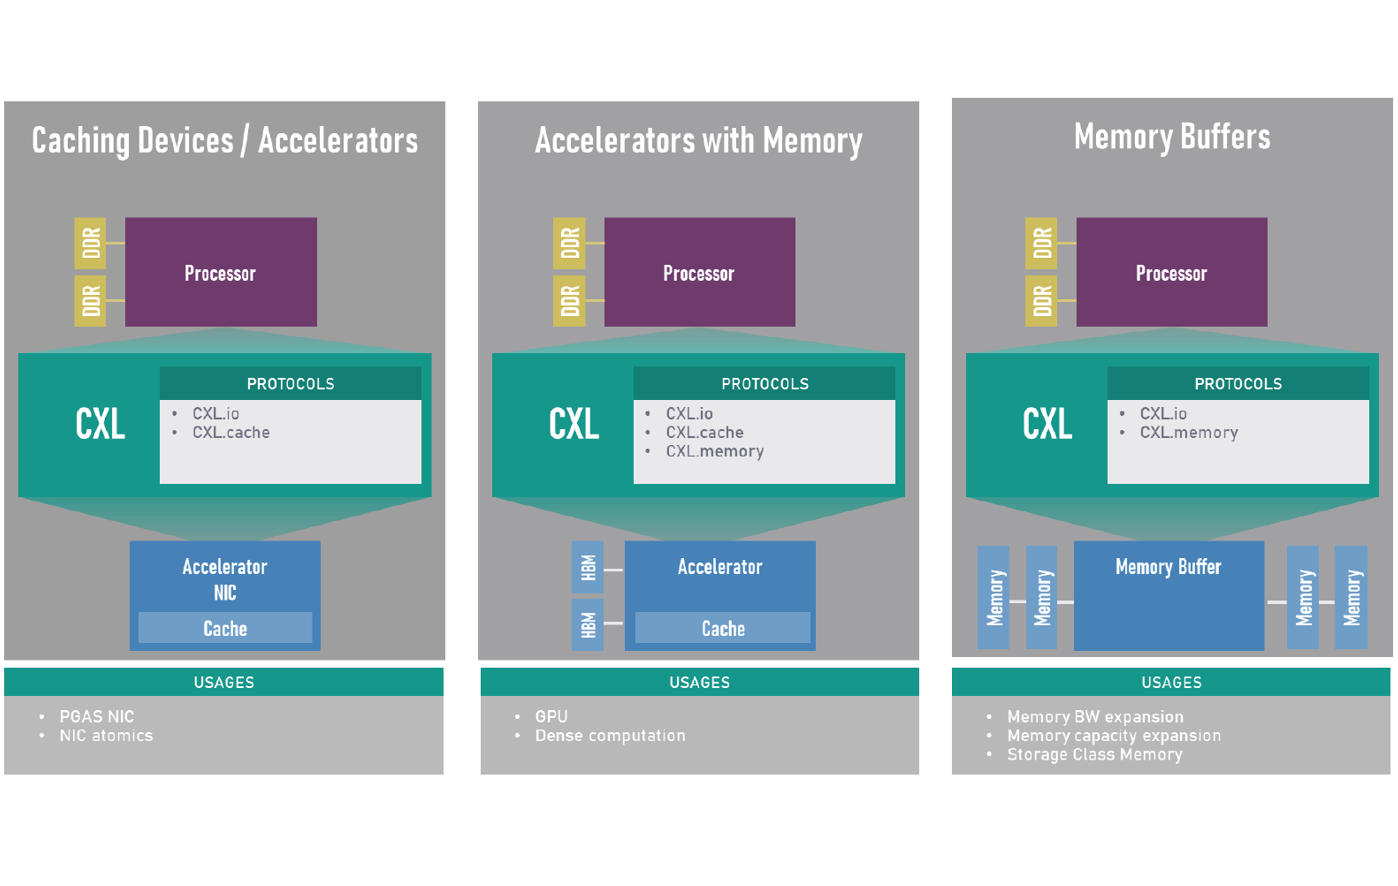 Caching Devices / Accelerators
DDR
DDR
Processor
CXL
PROTOCOLS
• CXL.io
• CXL.cache
Accelerator
NIC
Cache
USAGES
• PGAS NIC
• NIC atomics
Accelerators with Memory
DDR
DDR
Processor
CXL
PROTOCOLS
• CXL.io
• CXL.cache
• CXL.memory
HBM
HBM
Accelerator
Cache
USAGES
• GPU
• Dense computation
Memory Buffers
DDR
DDR
Processor
CXL
PROTOCOLS
• CXL.io
• CXL.memory
Memory
Memory
Memory Buffer
Memory
Memory
USAGES
• Memory BW expansion
• Memory capacity expansion
• Storage Class Memory